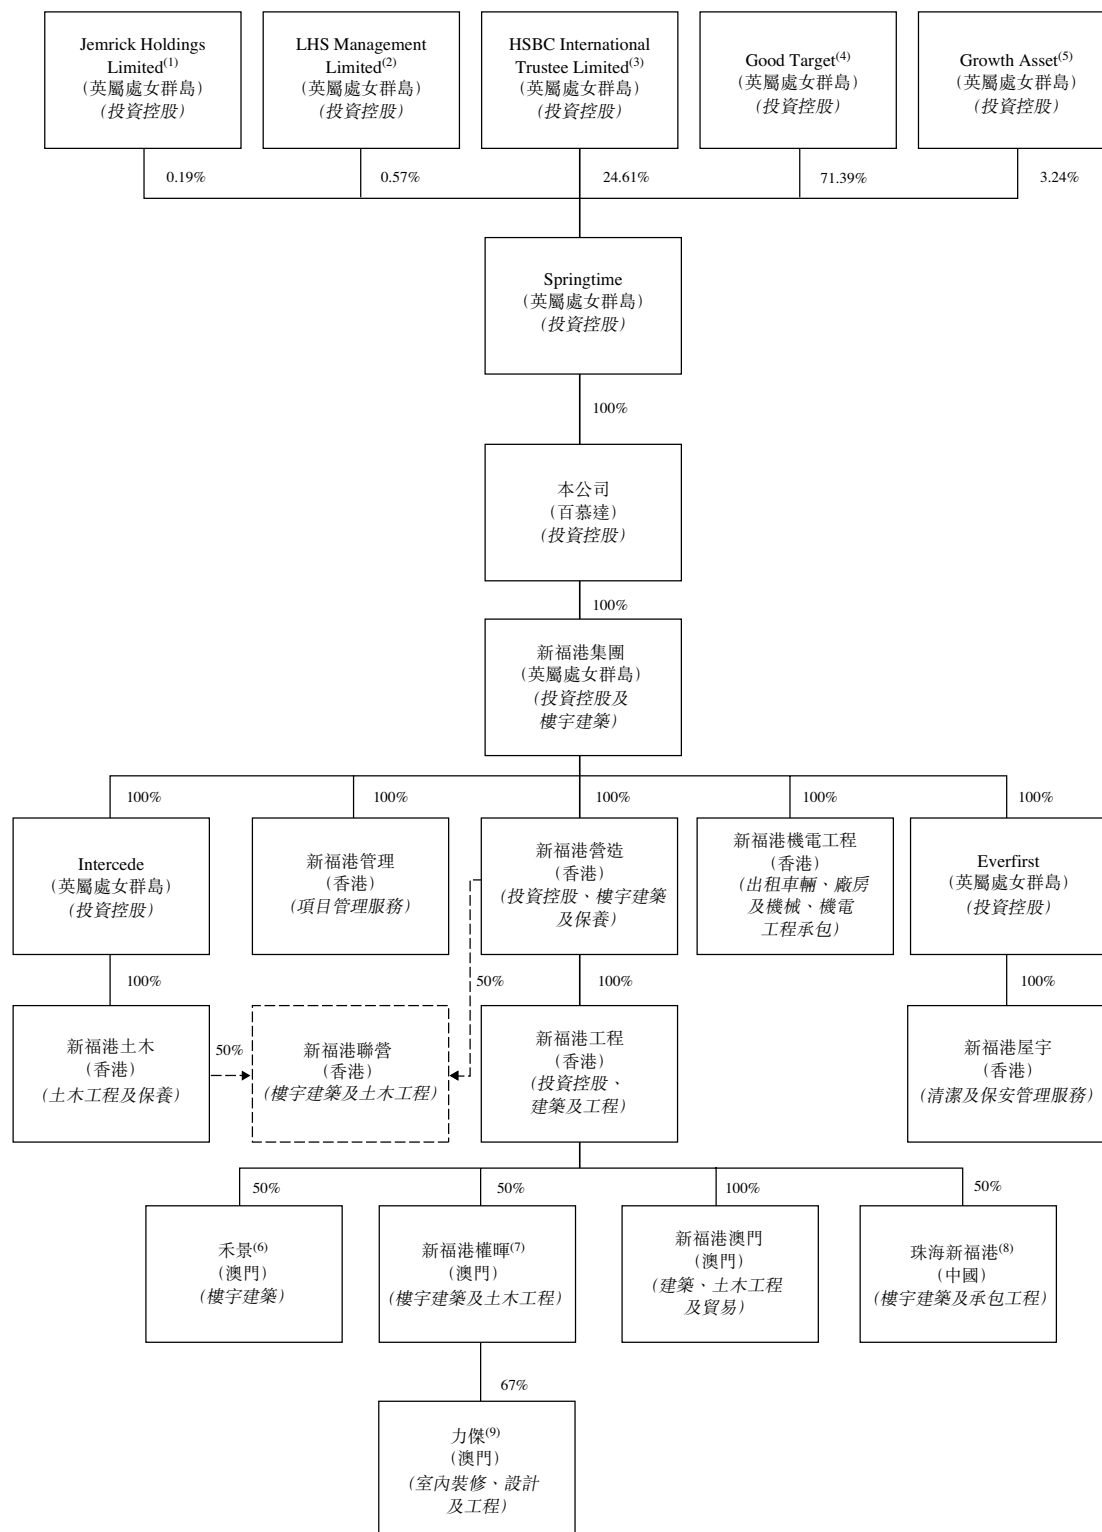 Jemrick Holdings
Limited(1)
(英屬處女群島)
(投資控股)
LHS Management
Limited(2)
(英屬處女群島)
(投資控股)
HSBC International
Trustee Limited(3)
(英屬處女群島)
(投資控股)
Good Target(4)
(英屬處女群島)
(投資控股)
Growth Asset(5)
(英屬處女群島)
(投資控股)
0.19%
0.57%
24.61%
71.39%
3.24%
Springtime
(英屬處女群島)
(投資控股)
100%
本公司
(百慕達)
(投資控股)
100%
新福港集團
(英屬處女群島)
(投資控股及
樓宇建築)
100%
100%
100%
100%
100%
Intercede
(英屬處女群島)
(投資控股)
新福港管理
(香港)
(項目管理服務)
新福港營造
(香港)
(投資控股、樓宇建築
及保養)
新福港機電工程
(香港)
(出租車輛、廠房
及機械、機電
工程承包)
Everfirst
(英屬處女群島)
(投資控股)
100%
50%
100%
100%
新福港土木
(香港)
(土木工程及保養)
50%
新福港聯營
(香港)
(樓宇建築及土木工程)
新福港工程
(香港)
(投資控股、
建築及工程)
新福港屋宇
(香港)
(清潔及保安管理服務)
50%
50%
100%
50%
禾景(6)
(澳門)
(樓宇建築)
新福港權暉(7)
(澳門)
(樓宇建築及土木工程)
新福港澳門
(澳門)
(建築、土木工程
及貿易)
珠海新福港(8)
(中國)
(樓宇建築及承包工程)
67%
力傑(9)
(澳門)
(室內裝修、設計
及工程)